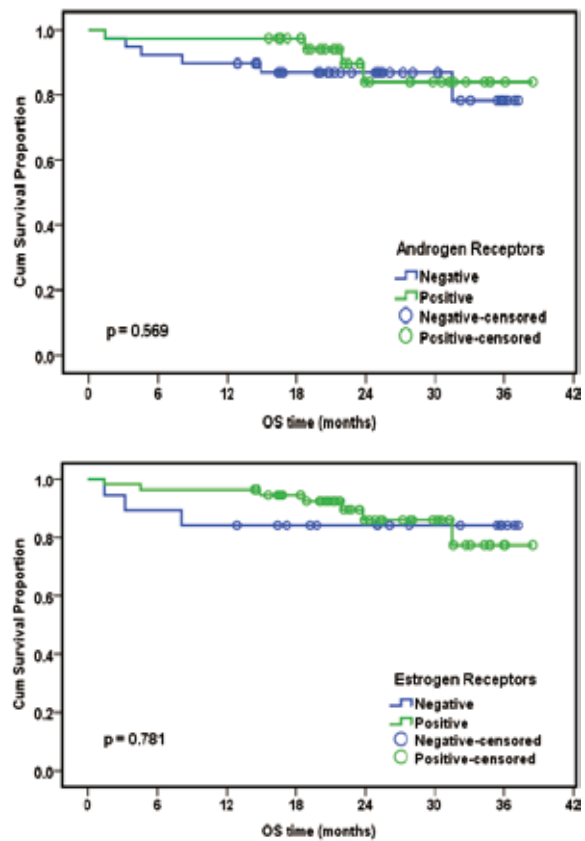 Cum Survival Proportion
1.0
0.8
0.6
0.4
0.2
0.0
Androgen Receptors
Negative
Positive
Negative-censored
Positive-censored
p = 0.569
0 6 12 18 24 30 36 42
OS time (months)
Cum Survival Proportion
1.0
0.8
0.6
0.4
0.2
0.0
Estrogen Receptors
Negative
Positive
Negative-censored
Positive-censored
p = 0.781
0 6 12 18 24 30 36 42
OS time (months)